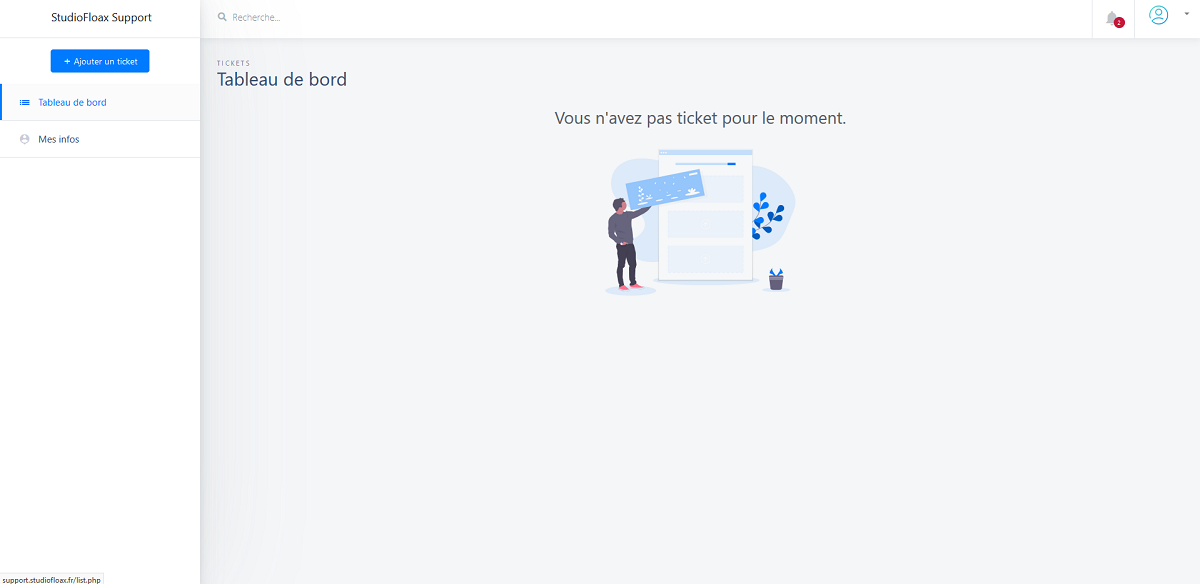 StudioFloax Support
Recherche...
2
+ Ajouter un ticket
Tableau de bord
Mes infos
TICKETS
Tableau de bord
Vous n'avez pas ticket pour le moment.
support.studiofloax.fr/list.php